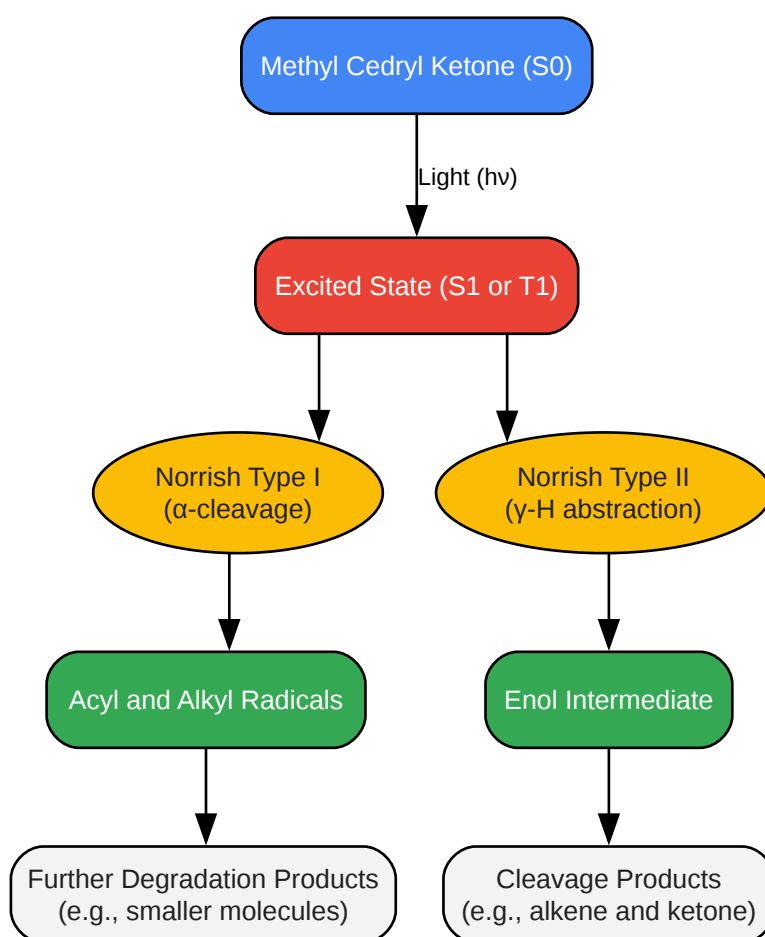 Methyl Cedryl Ketone (S0)
Light (hν)
Excited State (S1 or T1)
Norrish Type I
(α-cleavage)
Norrish Type II
(γ-H abstraction)
Acyl and Alkyl Radicals
Enol Intermediate
Further Degradation Products
(e.g., smaller molecules)
Cleavage Products
(e.g., alkene and ketone)